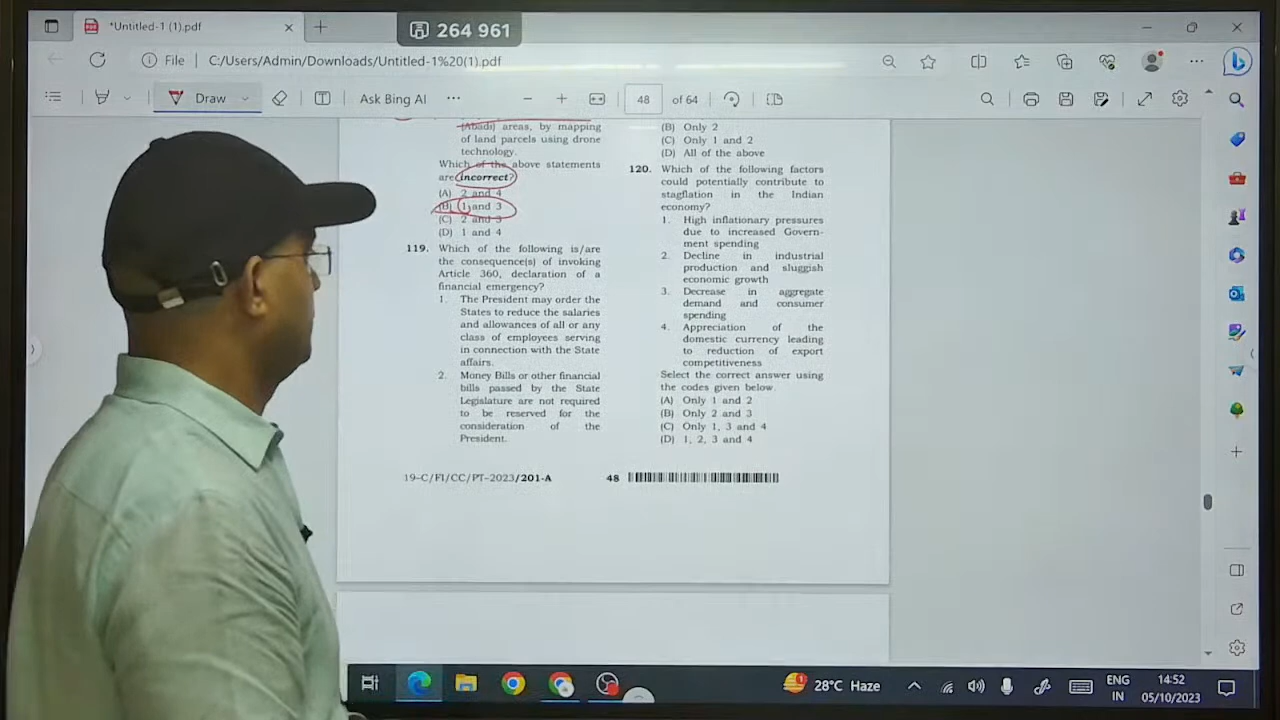 *Untitled-1 (1).pdf
264 961
File
C:/Users/Admin/Downloads/Untitled-1%20(1).pdf
Draw
Ask Bing AI
48 of 64
(Abadi) areas, by mapping
of land parcels using drone
technology.
Which of the above statements
are incorrect?
(A) 2 and 4
(B) 1 and 3
(C) 2 and 3
(D) 1 and 4
119. Which of the following is/are
the consequence(s) of invoking
Article 360, declaration of a
financial emergency?
1. The President may order the
States to reduce the salaries
and allowances of all or any
class of employees serving
in connection with the State
affairs.
2. Money Bills or other financial
bills passed by the State
Legislature are not required
to be reserved for the
consideration of the
President.
(B) Only 2
(C) Only 1 and 2
(D) All of the above
120. Which of the following factors
could potentially contribute to
stagflation in the Indian
economy?
1. High inflationary pressures
due to increased Govern-
ment spending
2. Decline in industrial
production and sluggish
economic growth
3. Decrease in aggregate
demand and consumer
spending
4. Appreciation of the
domestic currency leading
to reduction of export
competitiveness
Select the correct answer using
the codes given below.
(A) Only 1 and 2
(B) Only 2 and 3
(C) Only 1, 3 and 4
(D) 1, 2, 3 and 4
19-C/FI/CC/PT-2023/201-A
48
28°C Haze
ENG
IN
14:52
05/10/2023